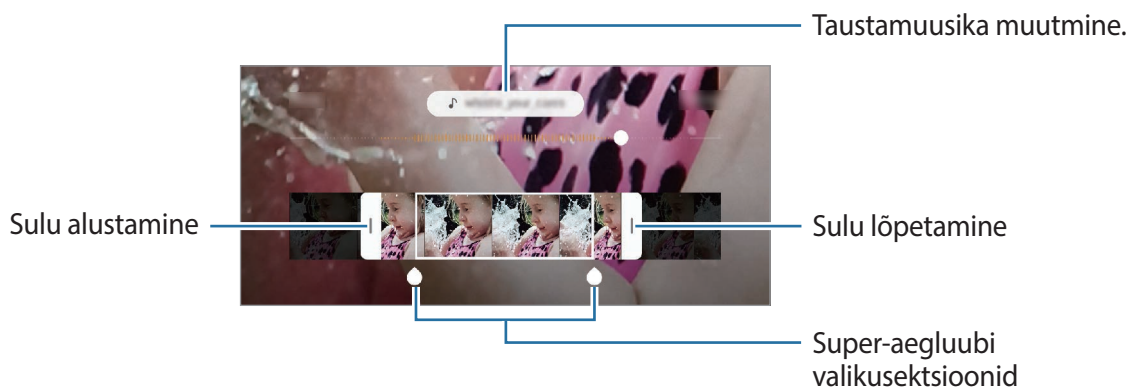 Taustamuusika muutmine.
Sulu alustamine
Sulu lõpetamine
Super-aegluubi
valikusektsioonid